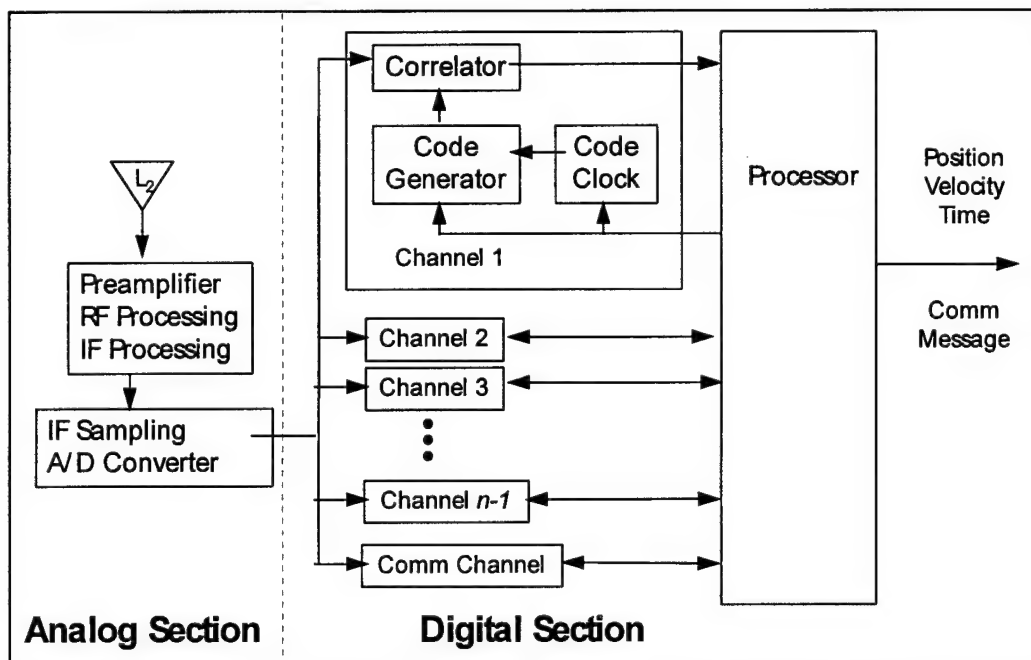 L2
Preamplifier
RF Processing
IF Processing
IF Sampling
A/D Converter
Analog Section
Correlator
Code
Generator
Code
Clock
Channel 1
Channel 2
Channel 3
Channel n-1
Comm Channel
Digital Section
Processor
Position
Velocity
Time
Comm
Message